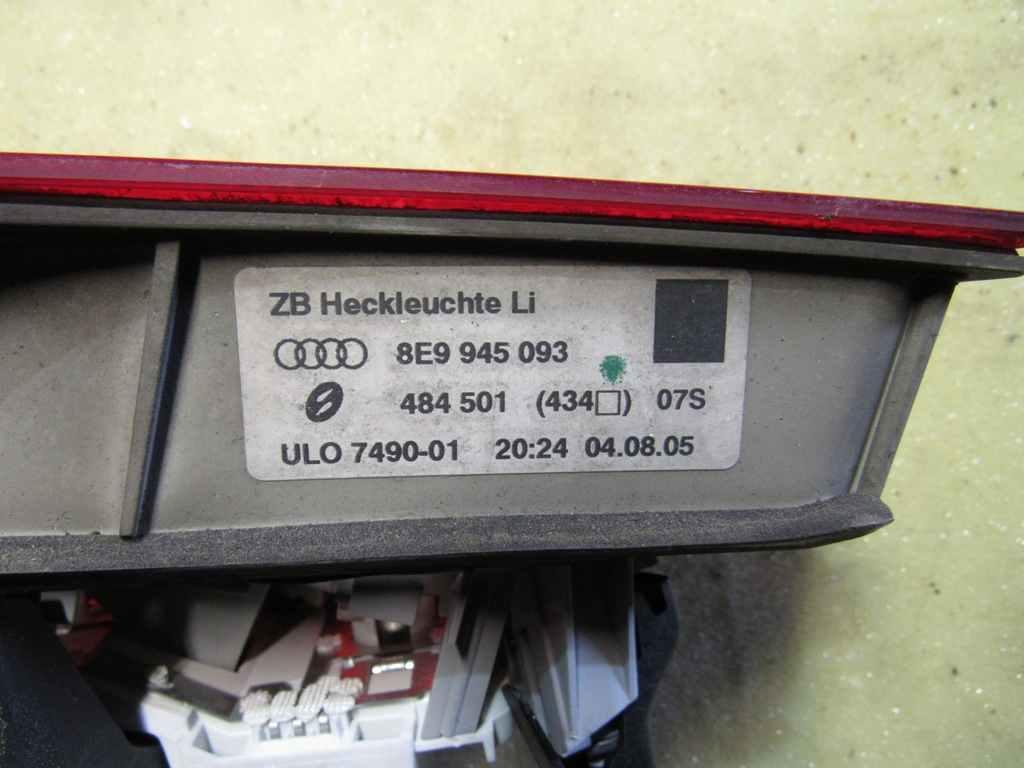 ZB Heckleuchte Li
8E9 945 093
484 501 (434□) 07S
ULO 7490-01 20:24 04.08.05